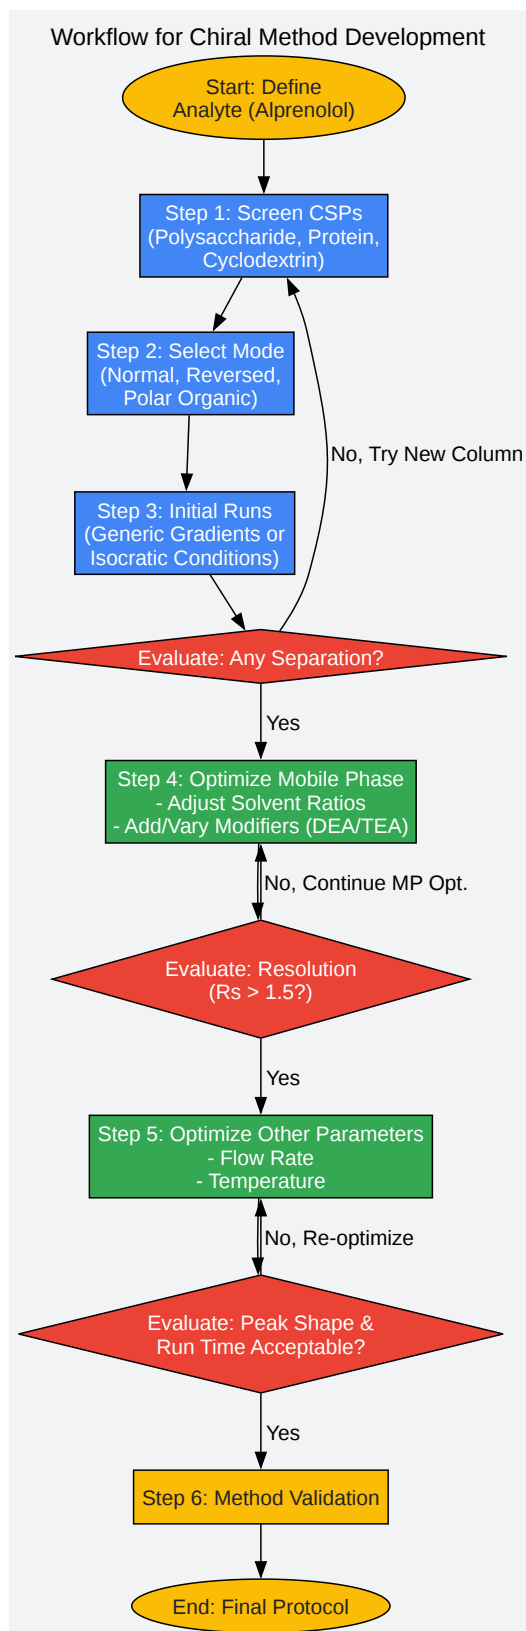 Workflow for Chiral Method Development
Start: Define
Analyte (Alprenolol)
Step 1: Screen CSPs
(Polysaccharide, Protein,
Cyclodextrin)
Step 2: Select Mode
(Normal, Reversed,
Polar Organic)
No, Try New Column
Step 3: Initial Runs
(Generic Gradients or
Isocratic Conditions)
Evaluate: Any Separation?
Yes
Step 4: Optimize Mobile Phase
- Adjust Solvent Ratios
- Add/Vary Modifiers (DEA/TEA)
No, Continue MP Opt.
Evaluate: Resolution
(Rs > 1.5?)
Yes
Step 5: Optimize Other Parameters
- Flow Rate
- Temperature
No, Re-optimize
Evaluate: Peak Shape &
Run Time Acceptable?
Yes
Step 6: Method Validation
End: Final Protocol